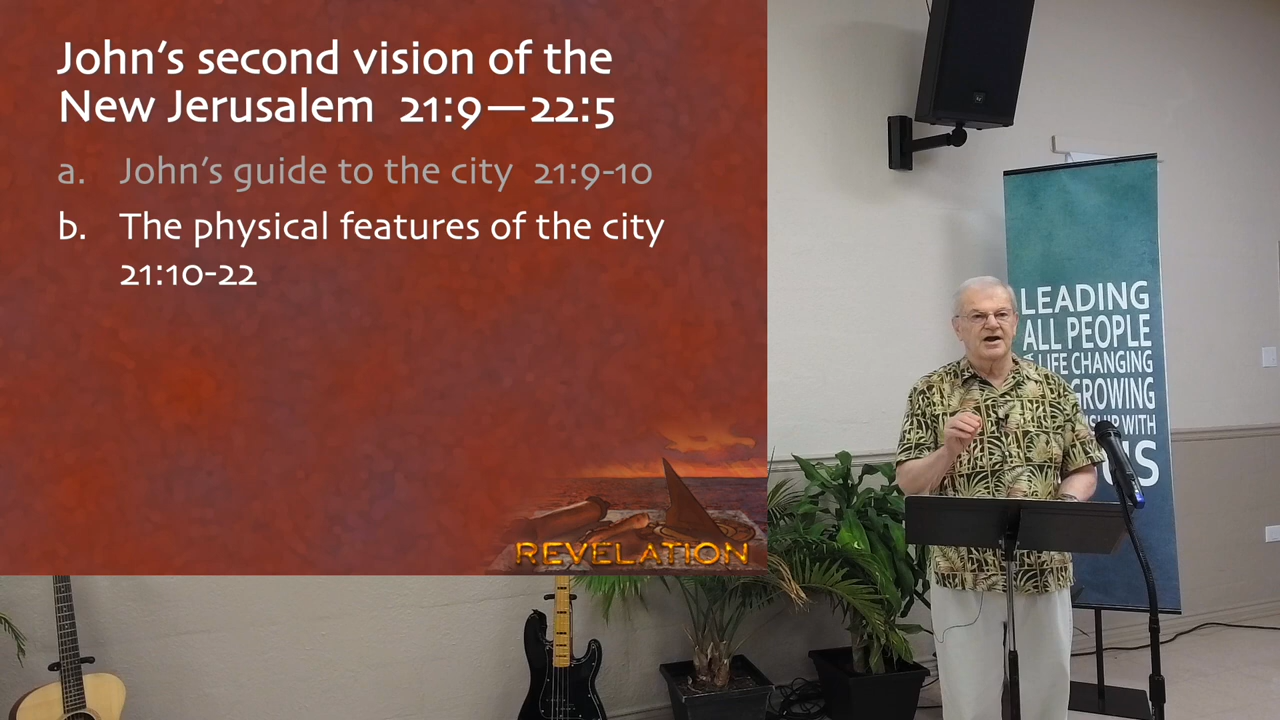 John's second vision of the
New Jerusalem 21:9—22:5
a. John's guide to the city 21:9-10
b. The physical features of the city
21:10-22
REVELATION
LEADING
ALL PEOPLE
LIFE CHANGING
GROWING
WITH